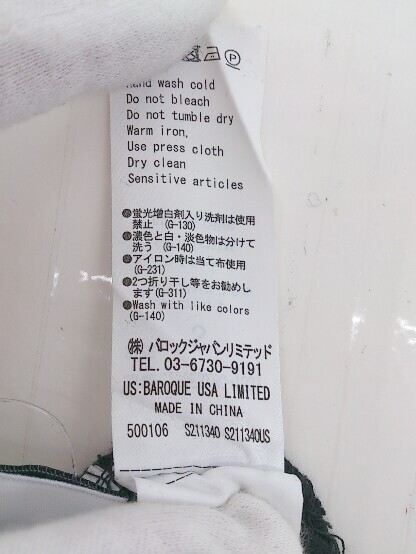 Hand wash cold
Do not bleach
Do not tumble dry
Warm iron,
Use press cloth
Dry clean
Sensitive articles
●蛍光増白剤入り洗剤は使用
禁止 (G-130)
●濃色と白・淡色物は分けて
洗う (G-140)
●アイロン時は当て布使用
(G-231)
●2つ折り干し等をお勧めし
ます(G-311)
●Wash with like colors
(G-140)
㈱ バロックジャパンリミテッド
TEL. 03-6730-9191
US:BAROQUE USA LIMITED
MADE IN CHINA
500106 S211340 S211340US